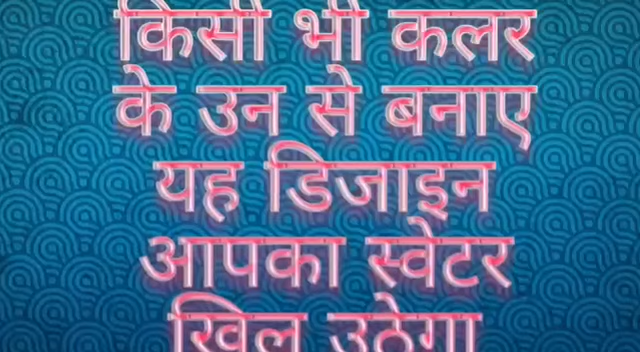 किसी भी कलर
के उन से बनाए
यह डिजाइन
आपका स्वेटर
खिल उठेगा